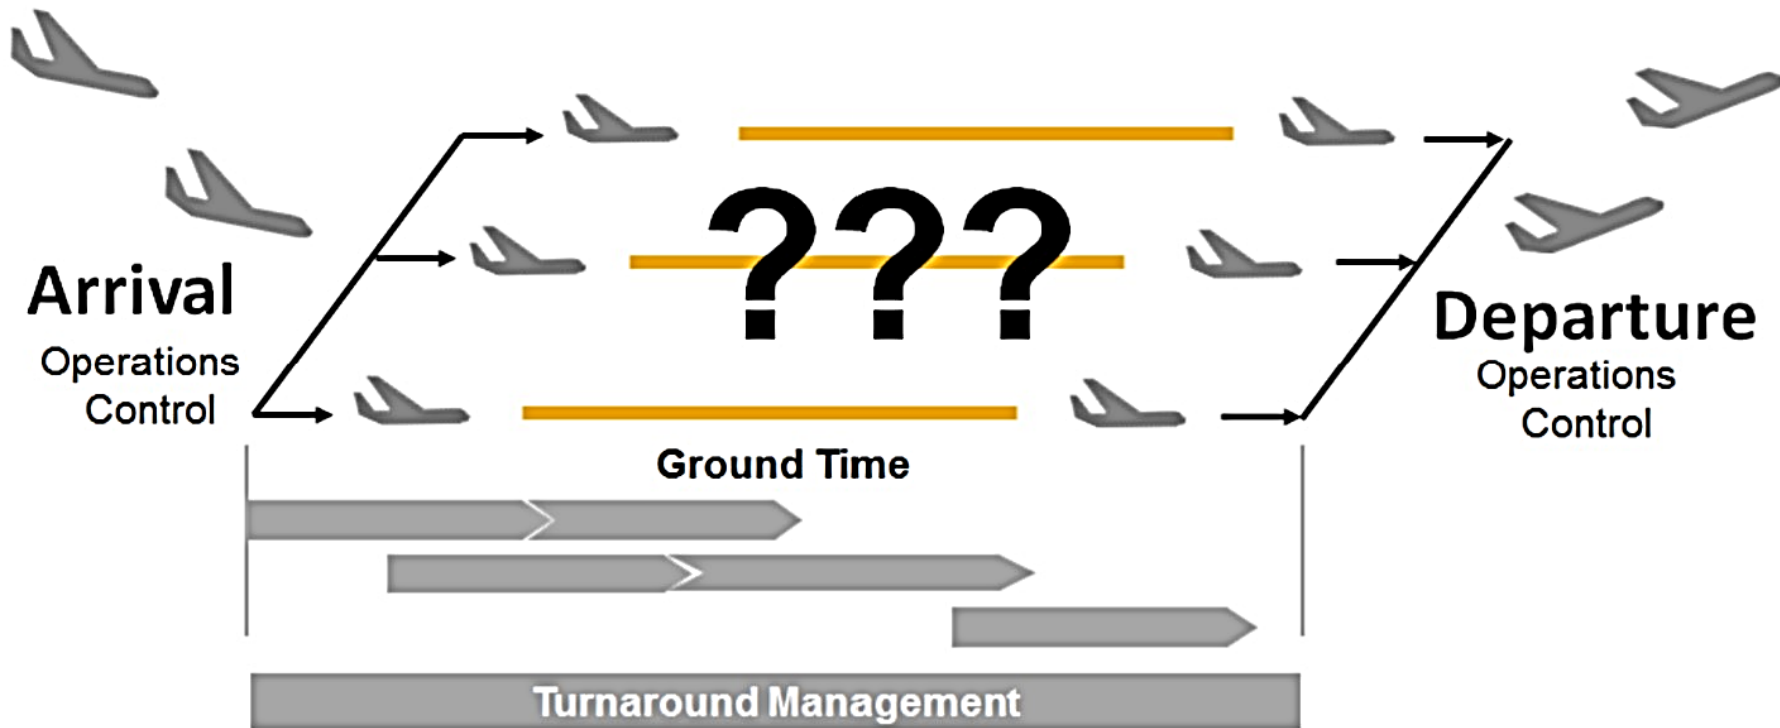 ???
Arrival
Operations
Control
Departure
Operations
Control
Ground Time
Turnaround Management